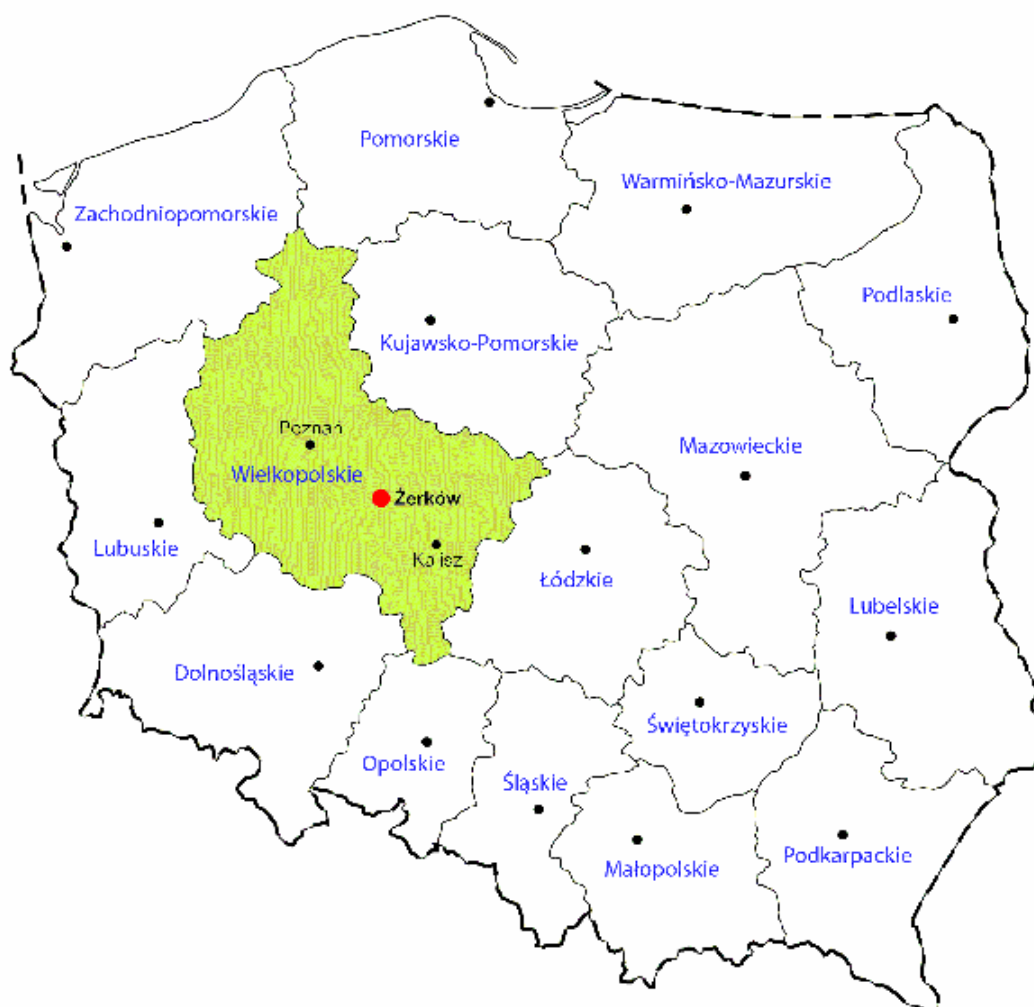 Pomorskie
Warmińsko-Mazurskie
Zachodniopomorskie
Podlaskie
Kujawsko-Pomorskie
Poznań
Mazowieckie
Wielkopolskie
Żerków
Lubuskie
Kalisz
Łódzkie
Lubelskie
Dolnośląskie
Świętokrzyskie
Opolskie
Śląskie
Małopolskie
Podkarpackie